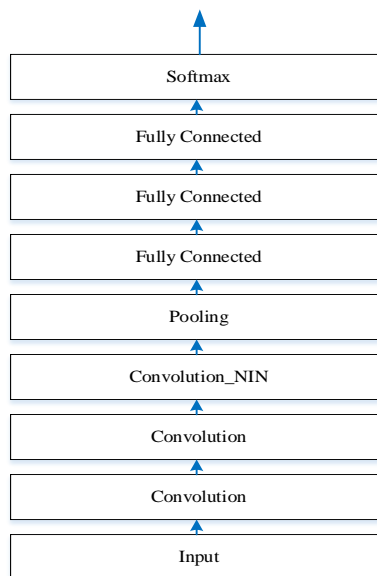 Softmax
Fully Connected
Fully Connected
Fully Connected
Pooling
Convolution_NIN
Convolution
Convolution
Input